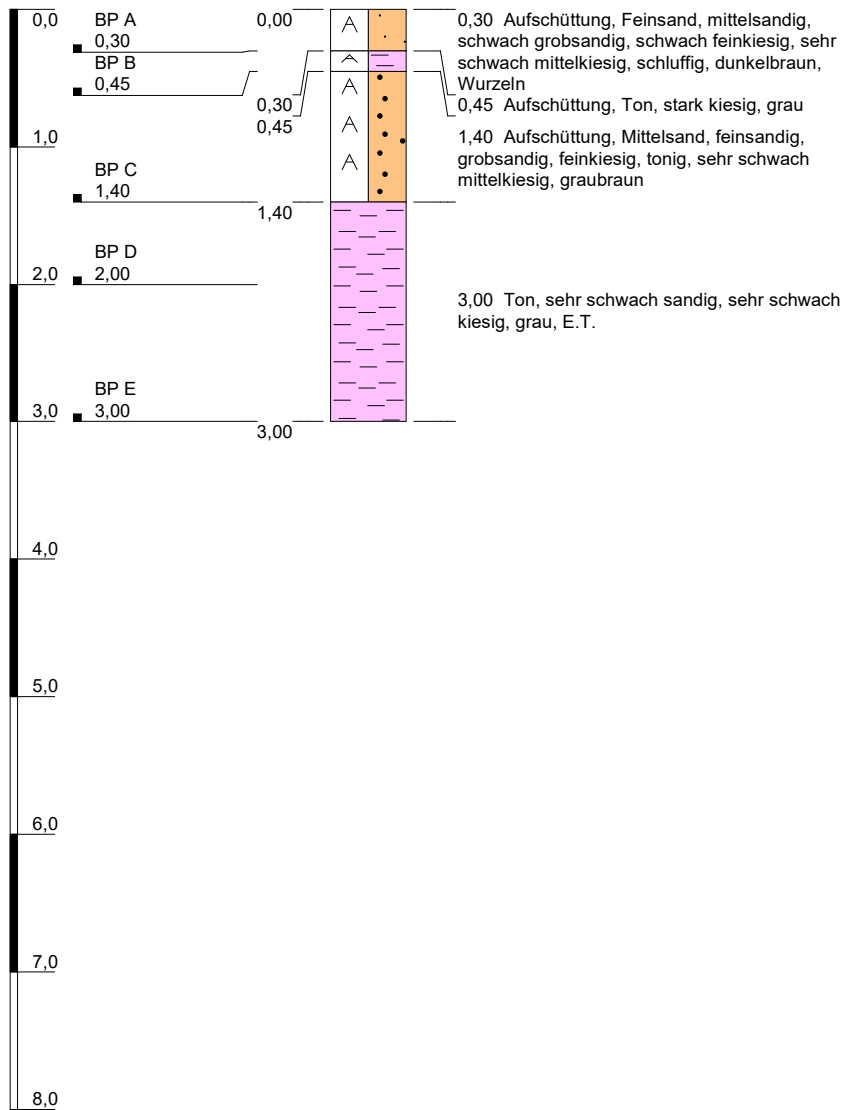 0,0
BP A
0,30
BP B
0,45
1,0
BP C
1,40
BP D
2,0
2,00
BP E
3,0
3,00
4,0
5,0
6,0
7,0
8,0
0,00
0,30
0,45
1,40
3,00
A
A
A
A
A
0,30 Aufschüttung, Feinsand, mittelsandig,
schwach grobsandig, schwach feinkiesig, sehr
schwach mittelkiesig, schluffig, dunkelbraun,
Wurzeln
0,45 Aufschüttung, Ton, stark kiesig, grau
1,40 Aufschüttung, Mittelsand, feinsandig,
grobsandig, feinkiesig, tonig, sehr schwach
mittelkiesig, graubraun
3,00 Ton, sehr schwach sandig, sehr schwach
kiesig, grau, E.T.